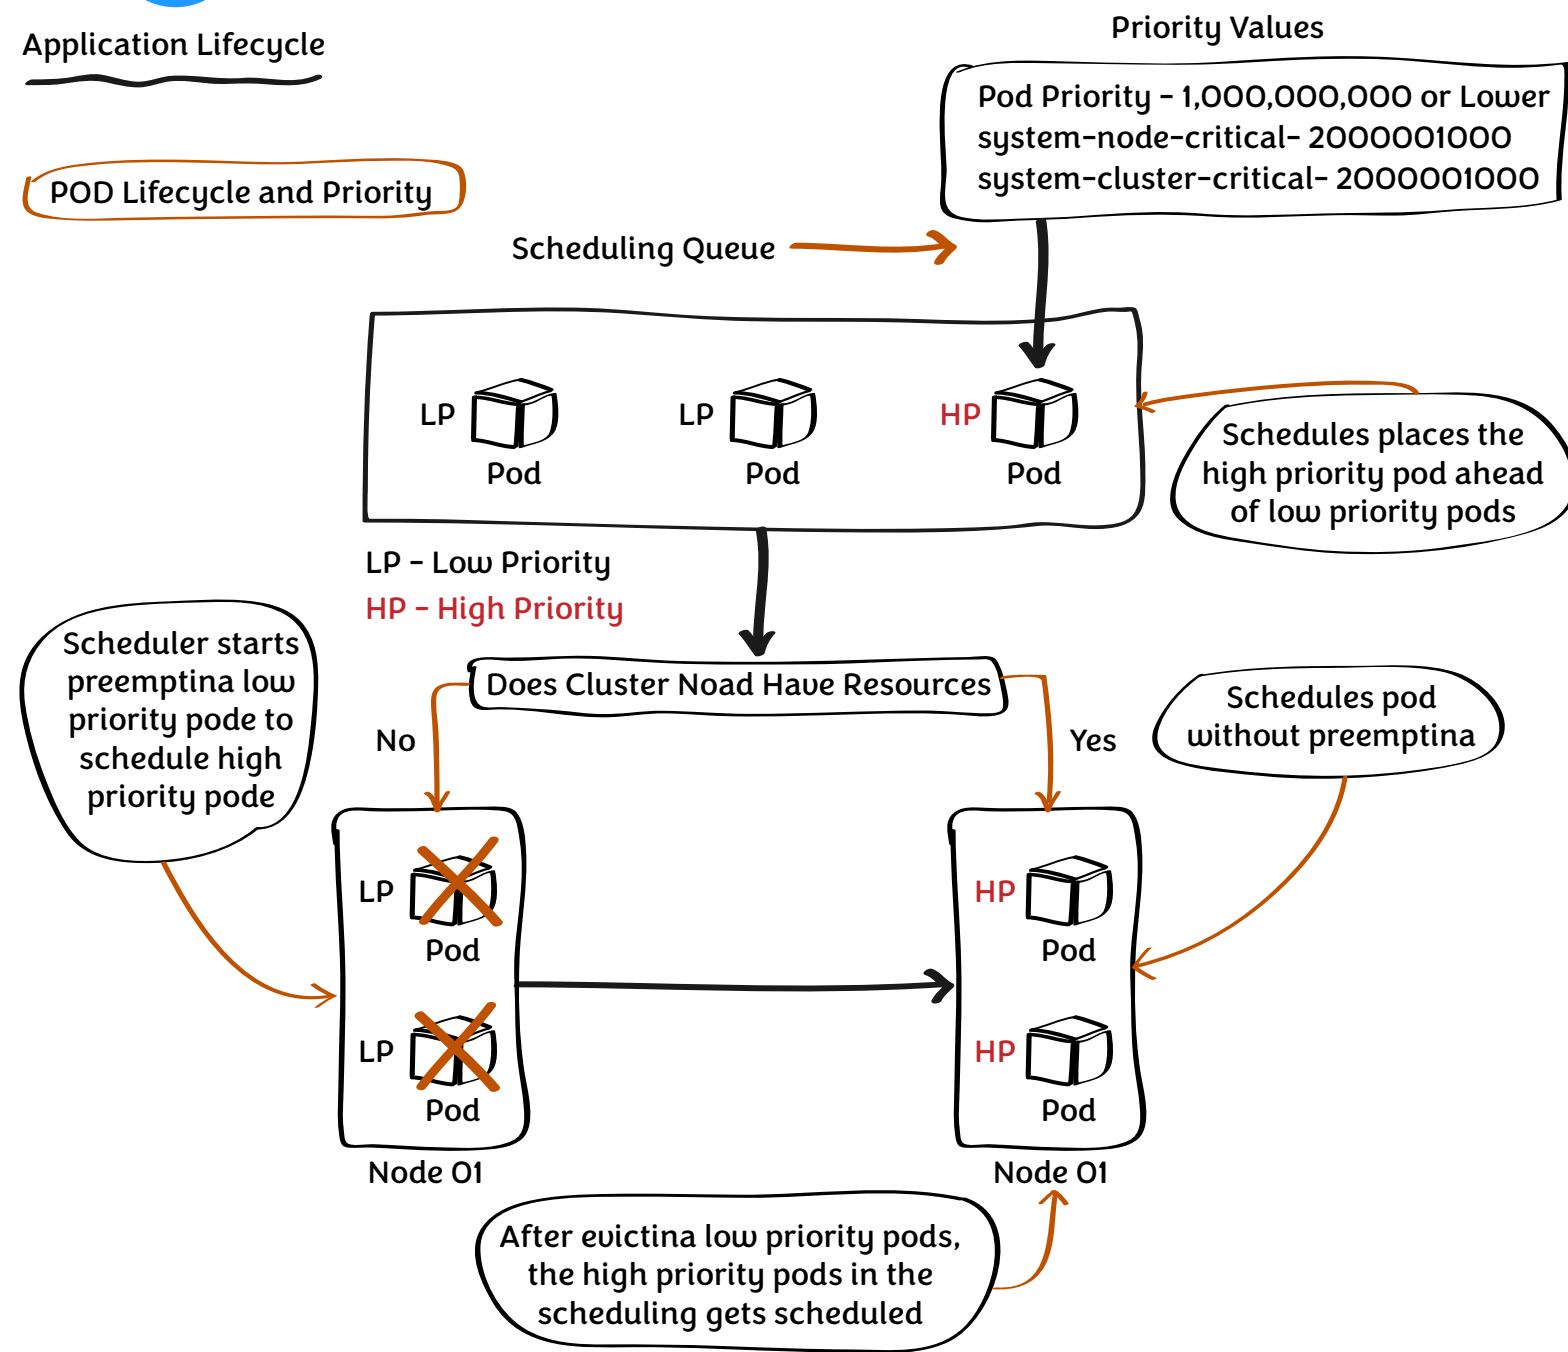 Application Lifecycle
POD Lifecycle and Priority
Priority Values
Pod Priority - 1,000,000,000 or Lower
system-node-critical- 2000001000
system-cluster-critical- 2000001000
Scheduling Queue
LP
Pod
LP
Pod
HP
Pod
Schedules places the
high priority pod ahead
of low priority pods
LP - Low Priority
HP - High Priority
Scheduler starts
preemptina low
priority pode to
schedule high
priority pode
Does Cluster Noad Have Resources
No
Yes
Schedules pod
without preemptina
LP
Pod
LP
Pod
Node 01
HP
Pod
HP
Pod
Node 01
After evictina low priority pods,
the high priority pods in the
scheduling gets scheduled